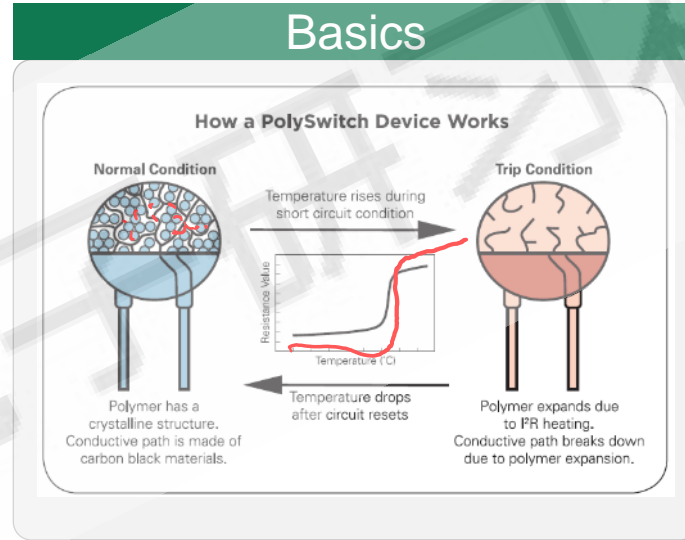 Basics
How a PolySwitch Device Works
Normal Condition
Temperature rises during
short circuit condition
Trip Condition
Resistance Value
Temperature (°C)
Temperature drops
after circuit resets
Polymer has a
crystalline structure.
Conductive path is made of
carbon black materials.
Polymer expands due
to I²R heating.
Conductive path breaks down
due to polymer expansion.